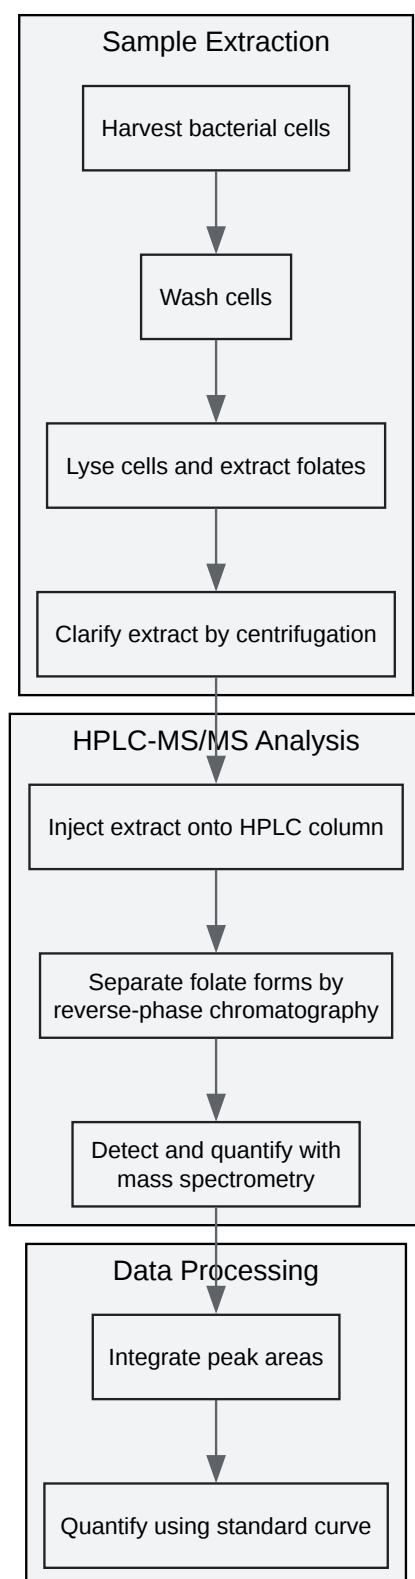 Sample Extraction
Harvest bacterial cells
Wash cells
Lyse cells and extract folates
Clarify extract by centrifugation
HPLC-MS/MS Analysis
Inject extract onto HPLC column
Separate folate forms by
reverse-phase chromatography
Detect and quantify with
mass spectrometry
Data Processing
Integrate peak areas
Quantify using standard curve